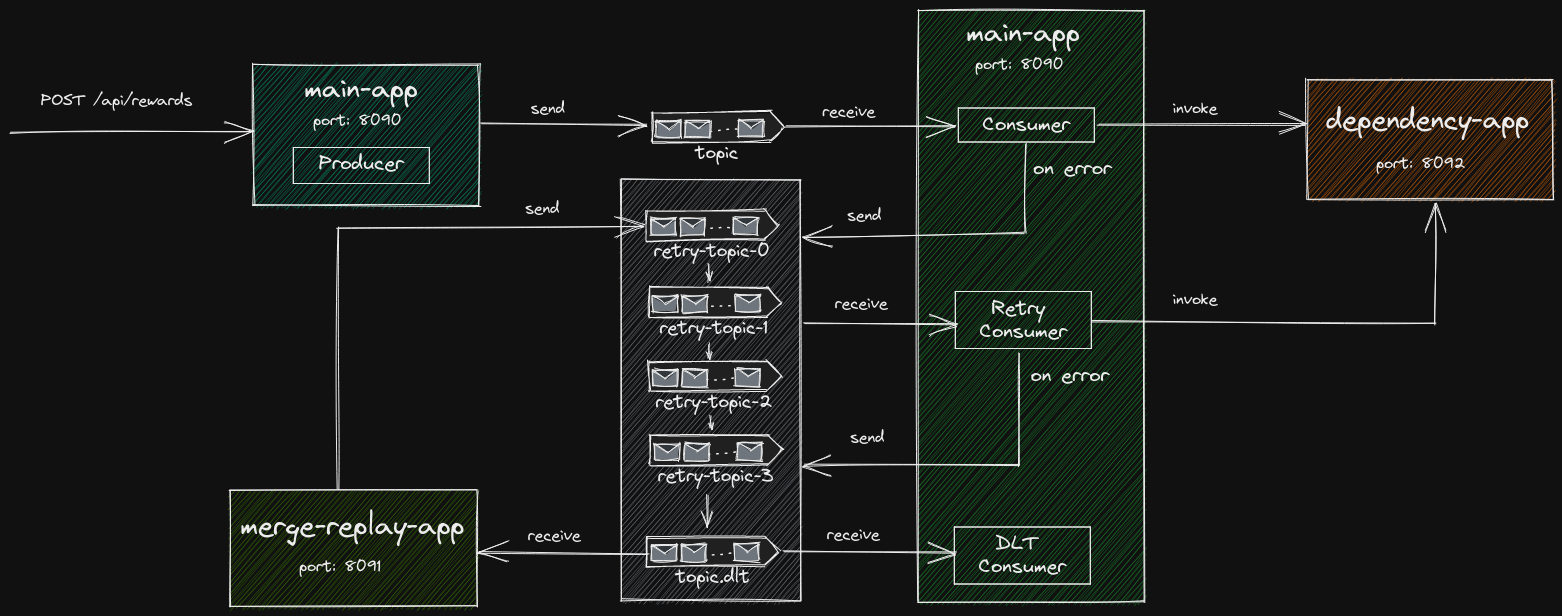 POST /api/rewards
main-app
port: 8090
Producer
send
topic
receive
main-app
port: 8090
Consumer
on error
invoke
dependency-app
port: 8092
send
retry-topic-0
send
retry-topic-1
receive
Retry
Consumer
invoke
on error
retry-topic-2
send
retry-topic-3
merge-replay-app
port: 8091
receive
topic.dlt
receive
DLT
Consumer